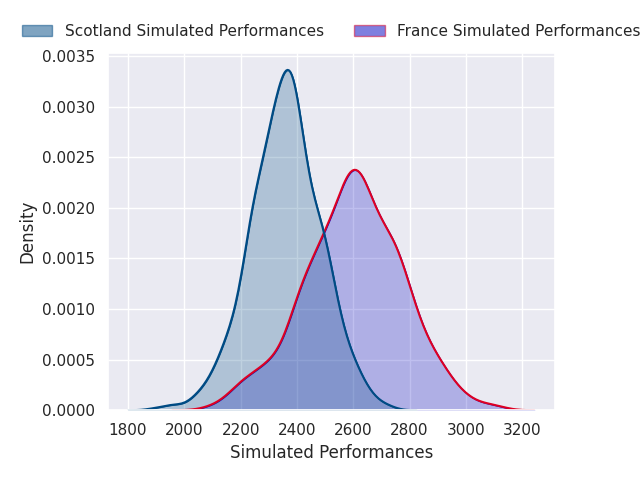 Scotland Simulated Performances
France Simulated Performances
0.0035
0.0030
0.0025
0.0020
0.0015
0.0010
0.0005
0.0000
Density
1800 2000 2200 2400 2600 2800 3000 3200
Simulated Performances